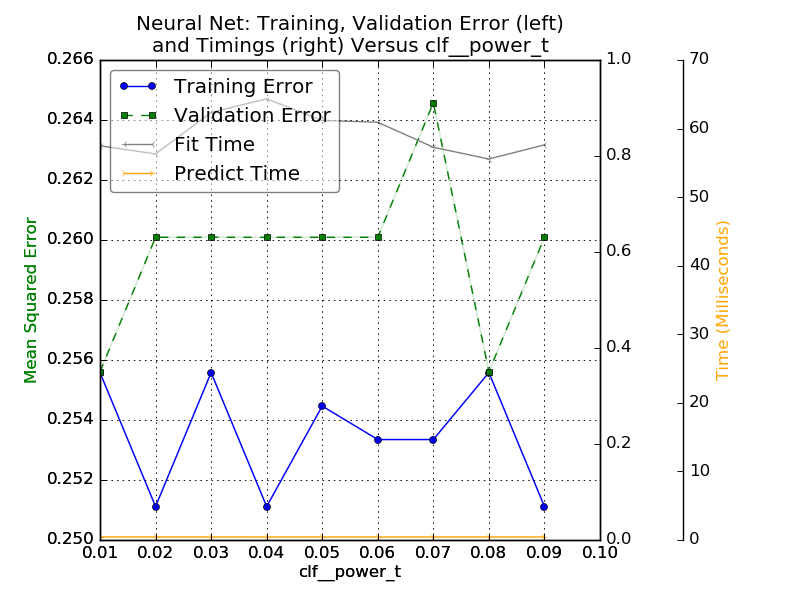 Neural Net: Training, Validation Error (left)
and Timings (right) Versus clf__power_t
Training Error
Validation Error
Fit Time
Predict Time
Mean Squared Error
0.266
0.264
0.262
0.260
0.258
0.256
0.254
0.252
0.250
0.01 0.02 0.03 0.04 0.05 0.06 0.07 0.08 0.09 0.10
clf__power_t
1.0
0.8
0.6
0.4
0.2
0.0
70
60
50
40
30
20
10
0
Time (Milliseconds)